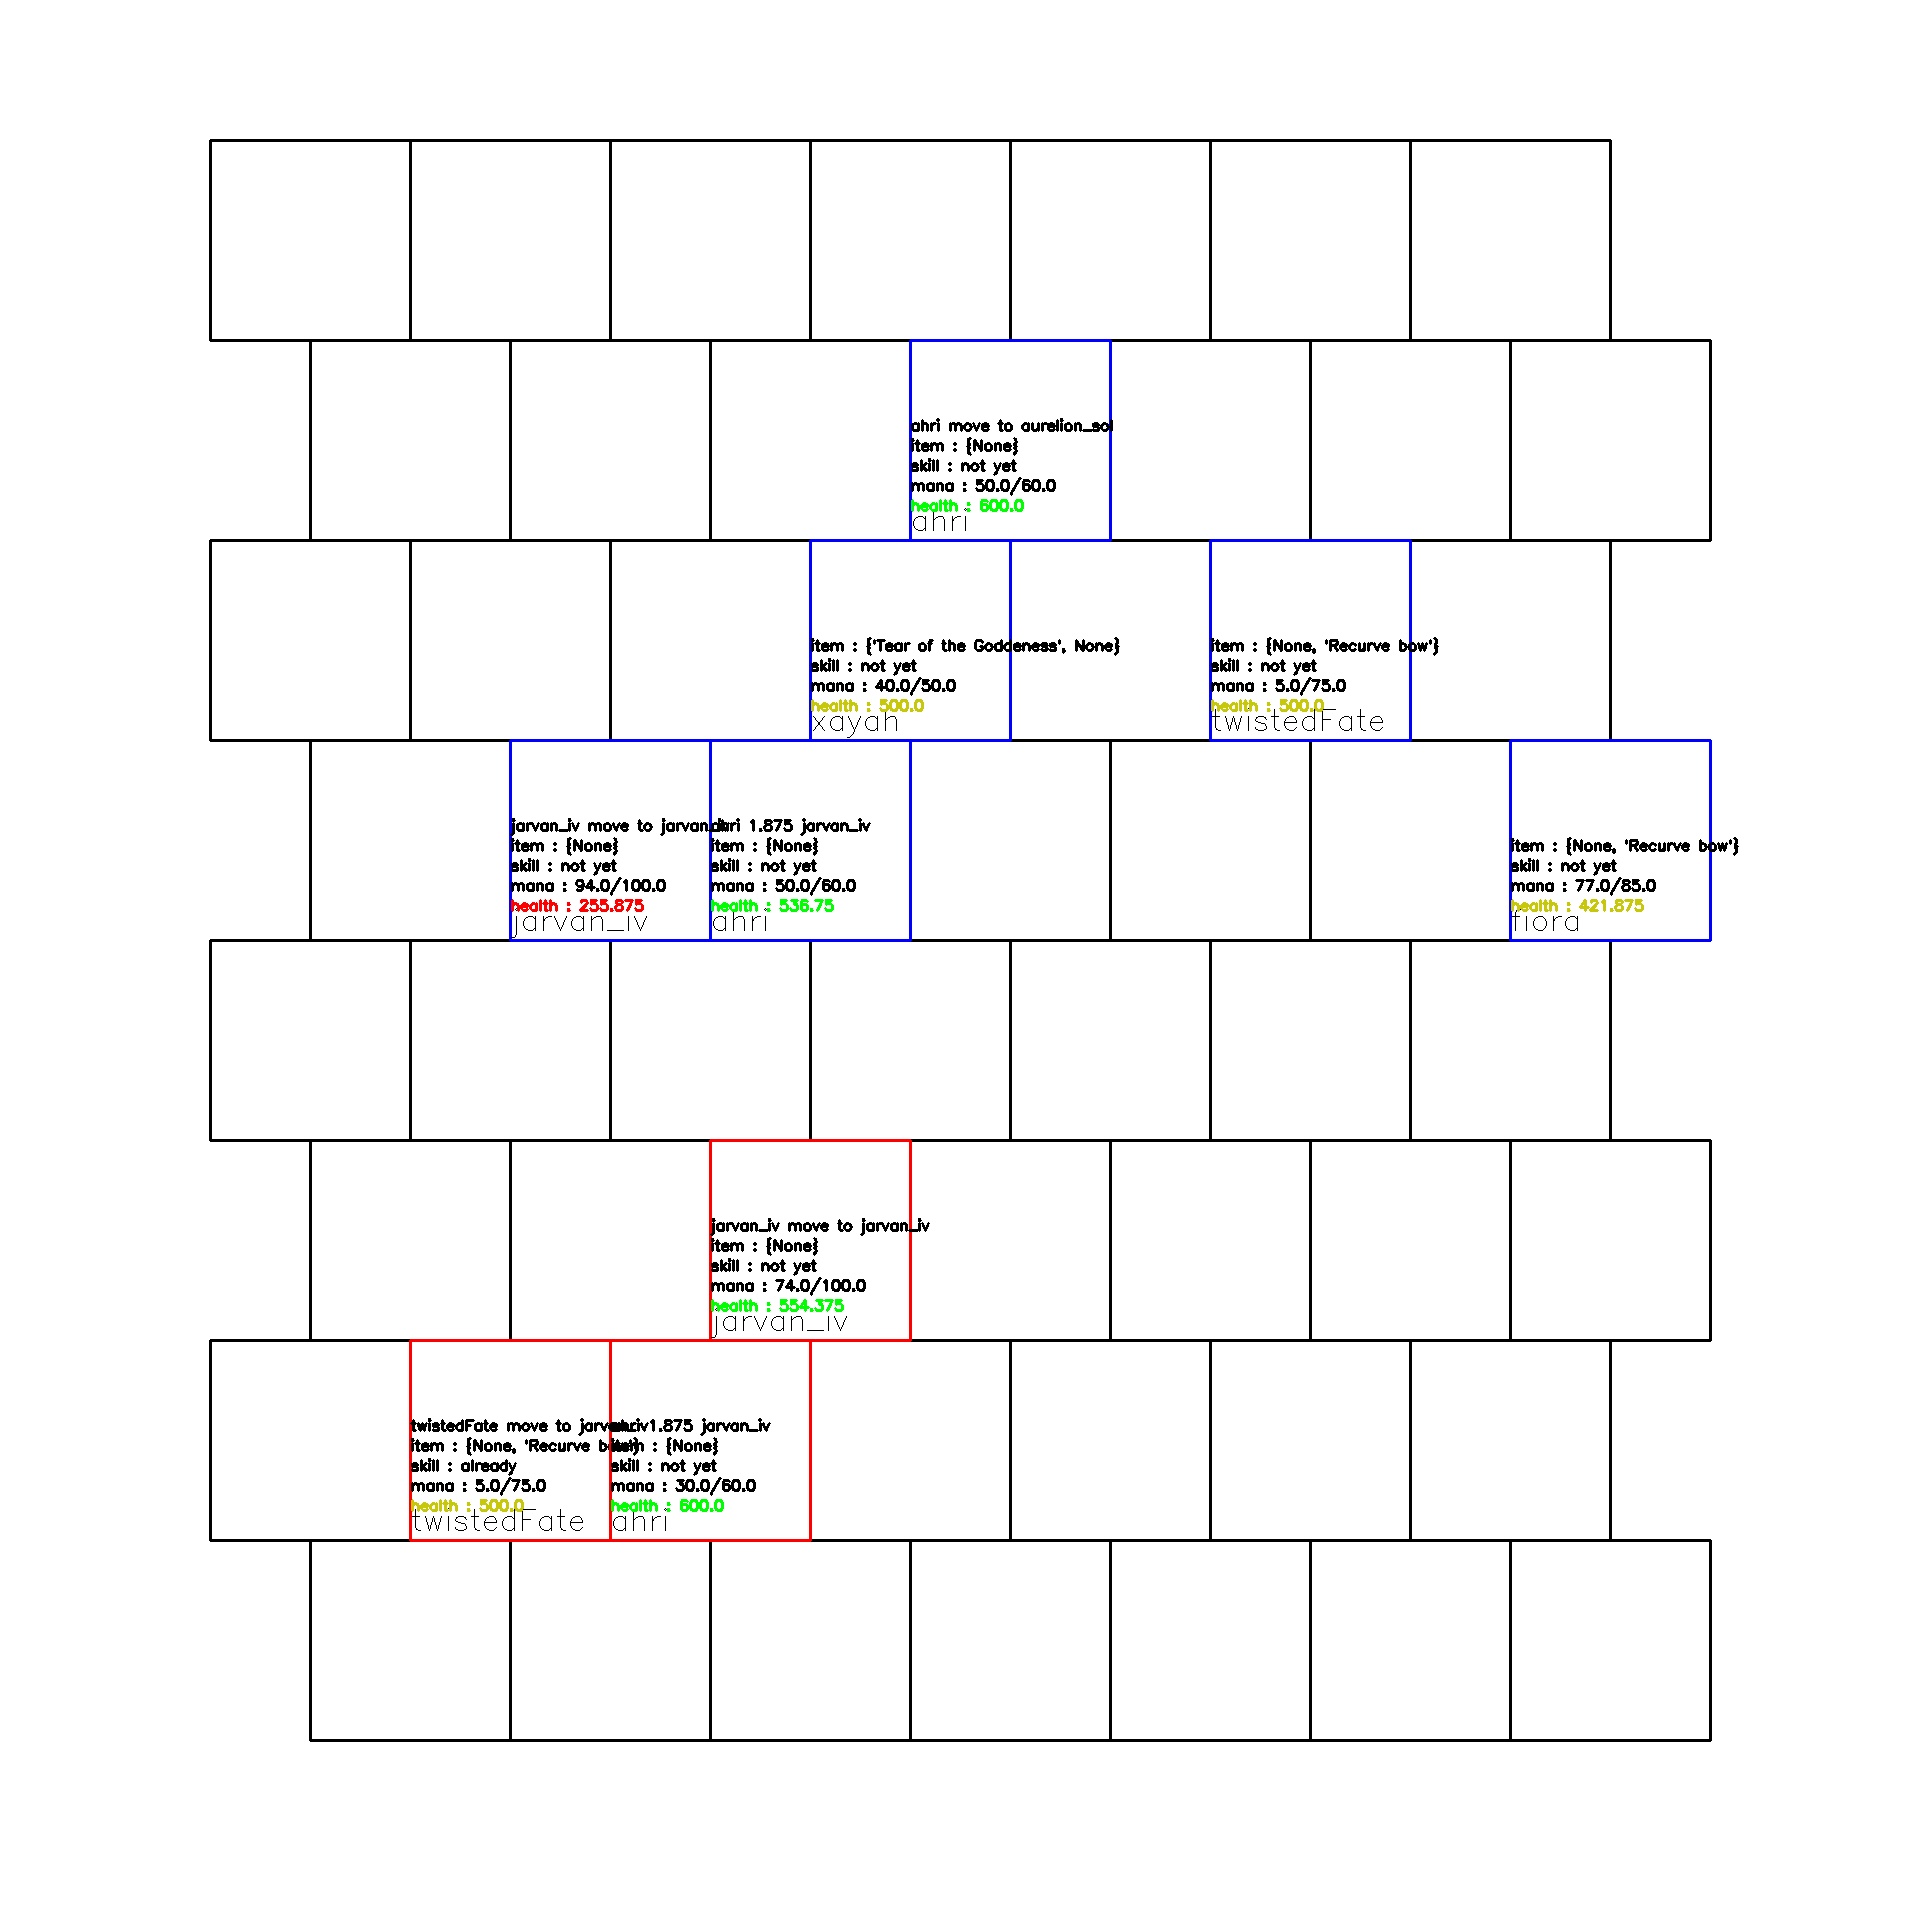 ahri move to aurelion_sol
item : {None}
skill : not yet
mana : 50.0/60.0
health : 600.0
ahri
item : {'Tear of the Goddeness', None}
skill : not yet
mana : 40.0/50.0
health : 500.0
xayah
item : {None, 'Recurve bow'}
skill : not yet
mana : 5.0/75.0
health : 500.0
twistedFate
jarvan_iv move to jarvan_iv
item : {None}
skill : not yet
mana : 94.0/100.0
health : 255.875
jarvan_iv
ahri 1.875 jarvan_iv
item : {None}
skill : not yet
mana : 50.0/60.0
health : 536.75
ahri
item : {None, 'Recurve bow'}
skill : not yet
mana : 77.0/85.0
health : 421.875
fiora
jarvan_iv move to jarvan_iv
item : {None}
skill : not yet
mana : 74.0/100.0
health : 554.375
jarvan_iv
twistedFate move to jarvan_iv
item : {None, 'Recurve bow'}
skill : already
mana : 5.0/75.0
health : 500.0
twistedFate
ahri 1.875 jarvan_iv
item : {None}
skill : not yet
mana : 30.0/60.0
health : 600.0
ahri